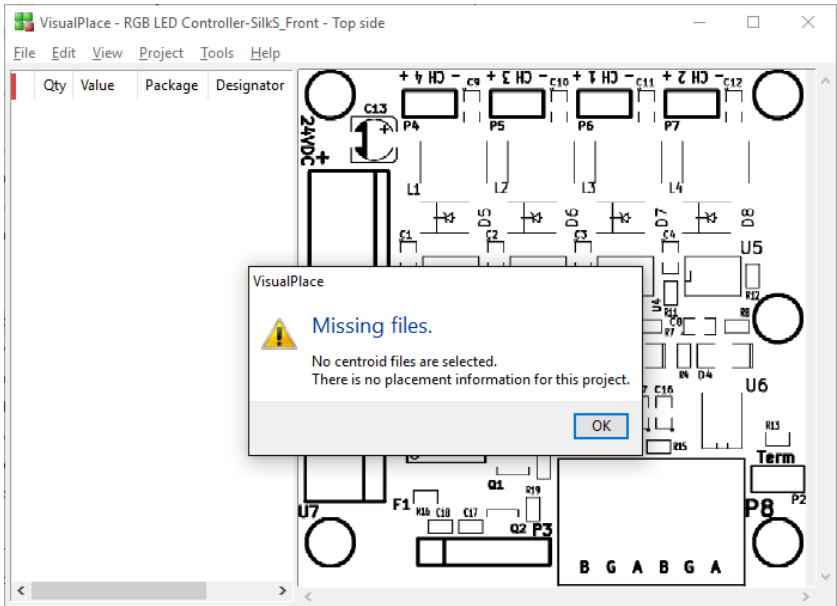 VisualPlace - RGB LED Controller-SilkS_Front - Top side
File Edit View Project Tools Help
Qty Value Package Designator
+ CH 4 - C9 + CH 3 - C10 + CH 1 - C11 + CH 2 - C12
C13
24VDC
+
P4 P5 P6 P7
L1 L2 L3 L4
D5 D6 D7 D8
C1 C2 C3 C4
U5
R12
U4
R11
C8
R8
R7
VisualPlace
Missing files.
No centroid files are selected.
There is no placement information for this project.
OK
R4 D4
U6
7 C16
R13
R15
Term
P2
Q1
R19
U7
F1
R16 C18 C17
Q2 P3
P8
B G A B G A